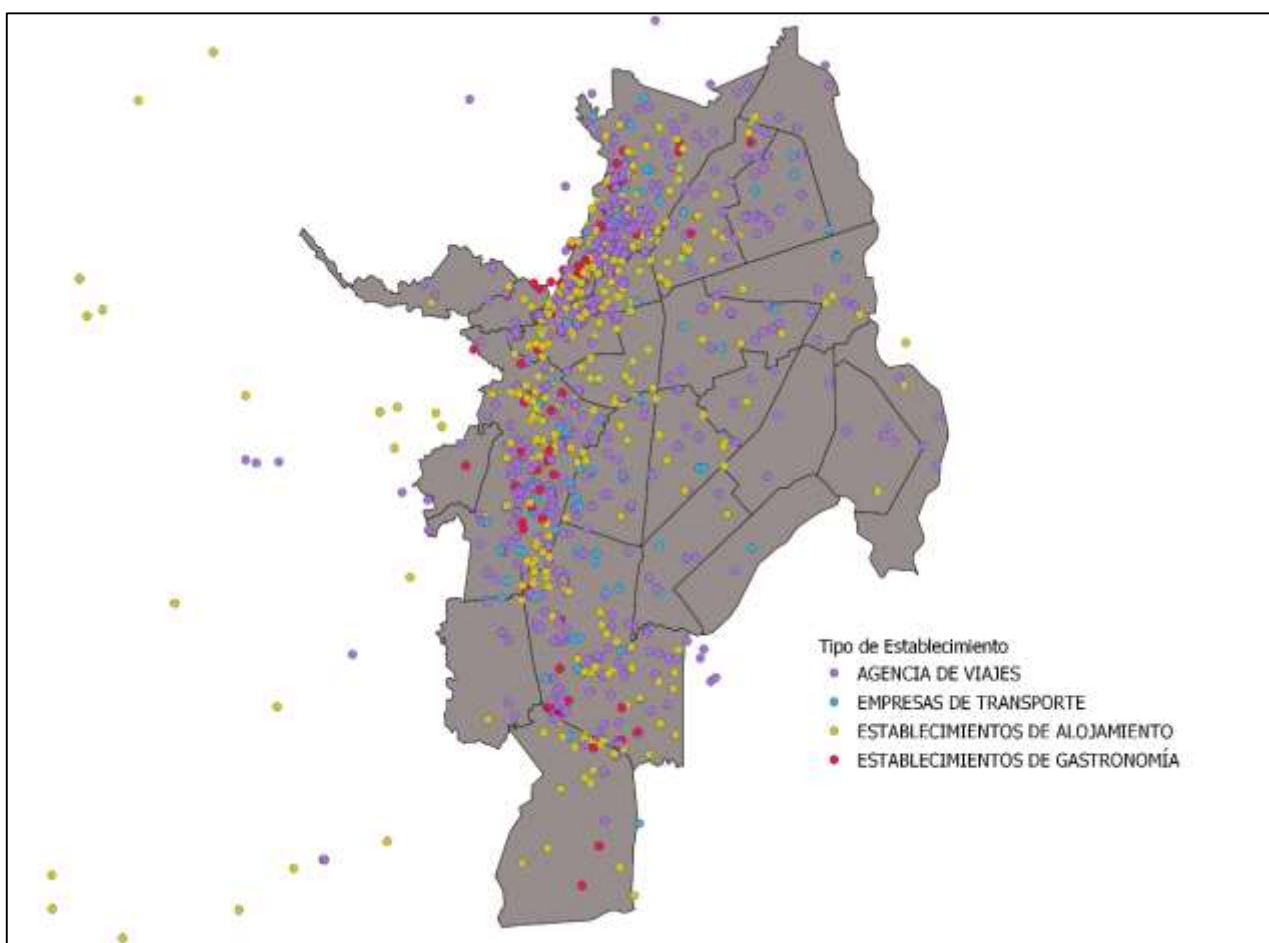 Tipo de Establecimiento
AGENCIA DE VIAJES
EMPRESAS DE TRANSPORTE
ESTABLECIMIENTOS DE ALOJAMIENTO
ESTABLECIMIENTOS DE GASTRONOMÍA